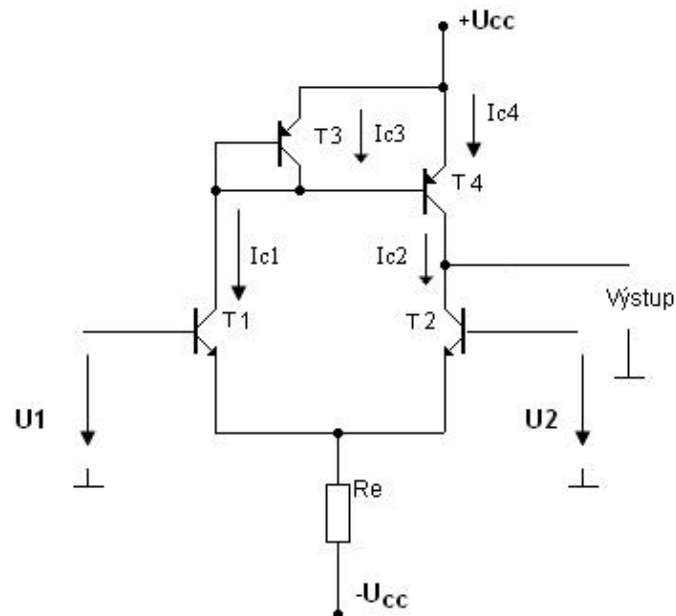 +Ucc
T3
Ic3
Ic4
T4
Ic1
Ic2
Výstup
T1
T2
U1
U2
Re
-Ucc